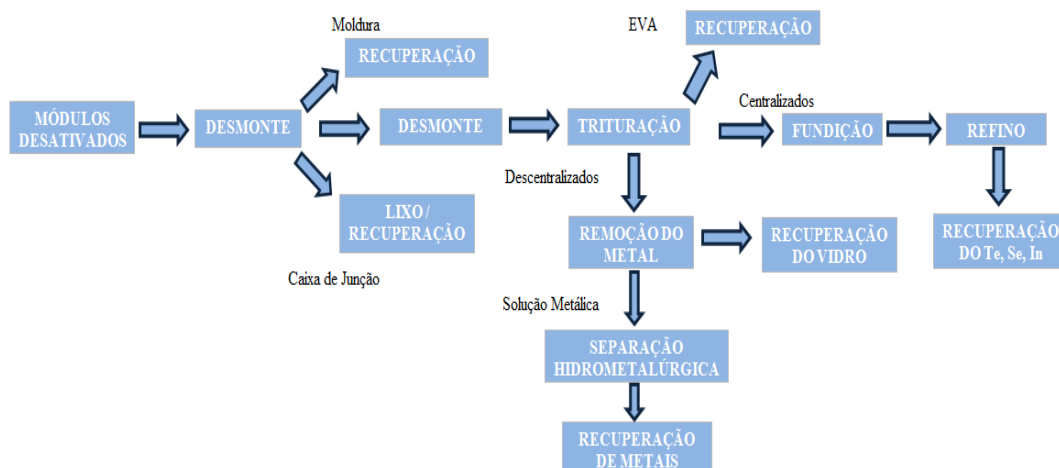 Moldura
RECUPERAÇÃO
EVA
RECUPERAÇÃO
MÓDULOS
DESATIVADOS
DESMONTE
DESMONTE
TRITURAÇÃO
Centralizados
FUNDIÇÃO
REFINO
LIXO /
RECUPERAÇÃO
Caixa de Junção
Descentralizados
REMOÇÃO DO
METAL
RECUPERAÇÃO
DO VIDRO
RECUPERAÇÃO
DO Te, Se, In
Solução Metálica
SEPARAÇÃO
HIDROMETALÚRGICA
RECUPERAÇÃO
DE METAIS